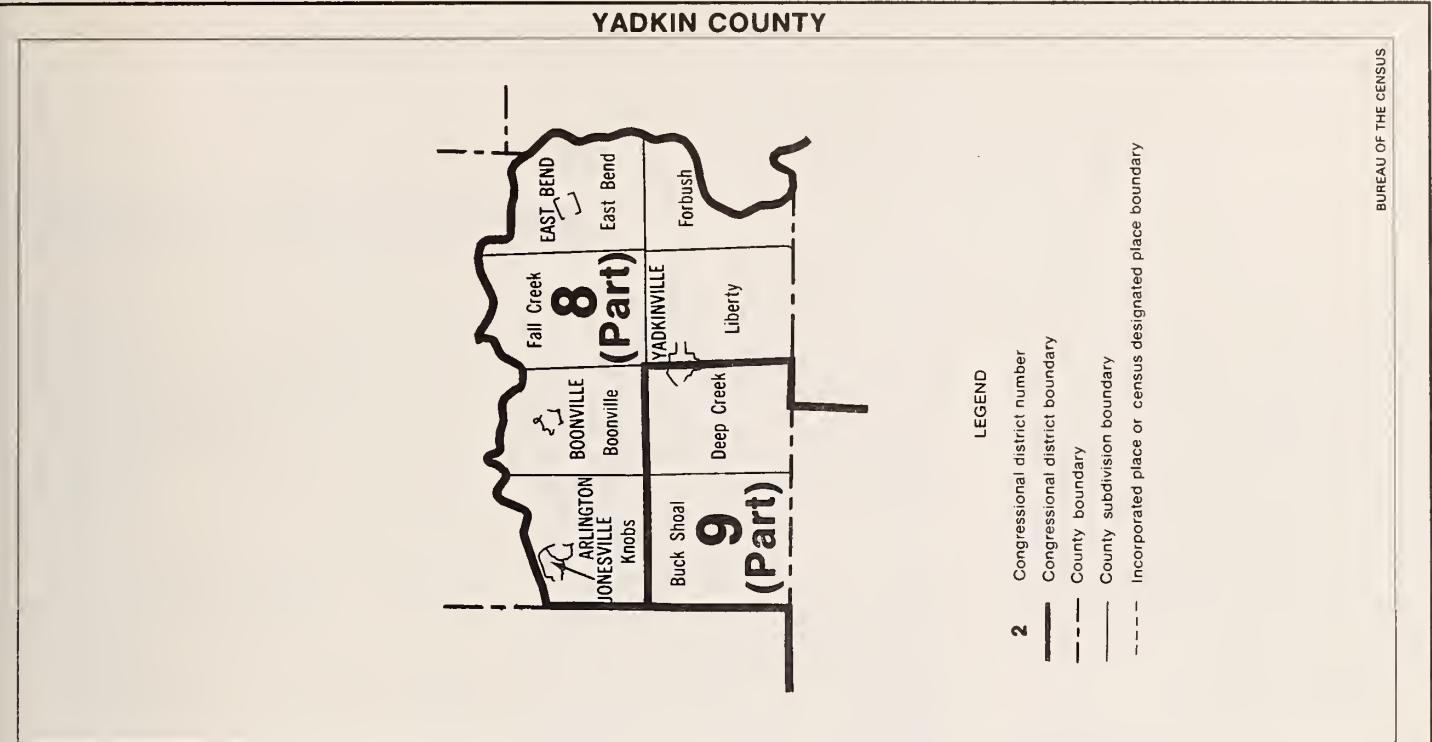 YADKIN COUNTY
EAST BEND
East Bend
Forbush
Fall Creek
8
(Part)
YADKINVILLE
Liberty
BOONVILLE
Boonville
Deep Creek
ARLINGTON
JONESVILLE
Knobs
Buck Shoal
9
(Part)
LEGEND
2 Congressional district number
Congressional district boundary
County boundary
County subdivision boundary
Incorporated place or census designated place boundary
BUREAU OF THE CENSUS